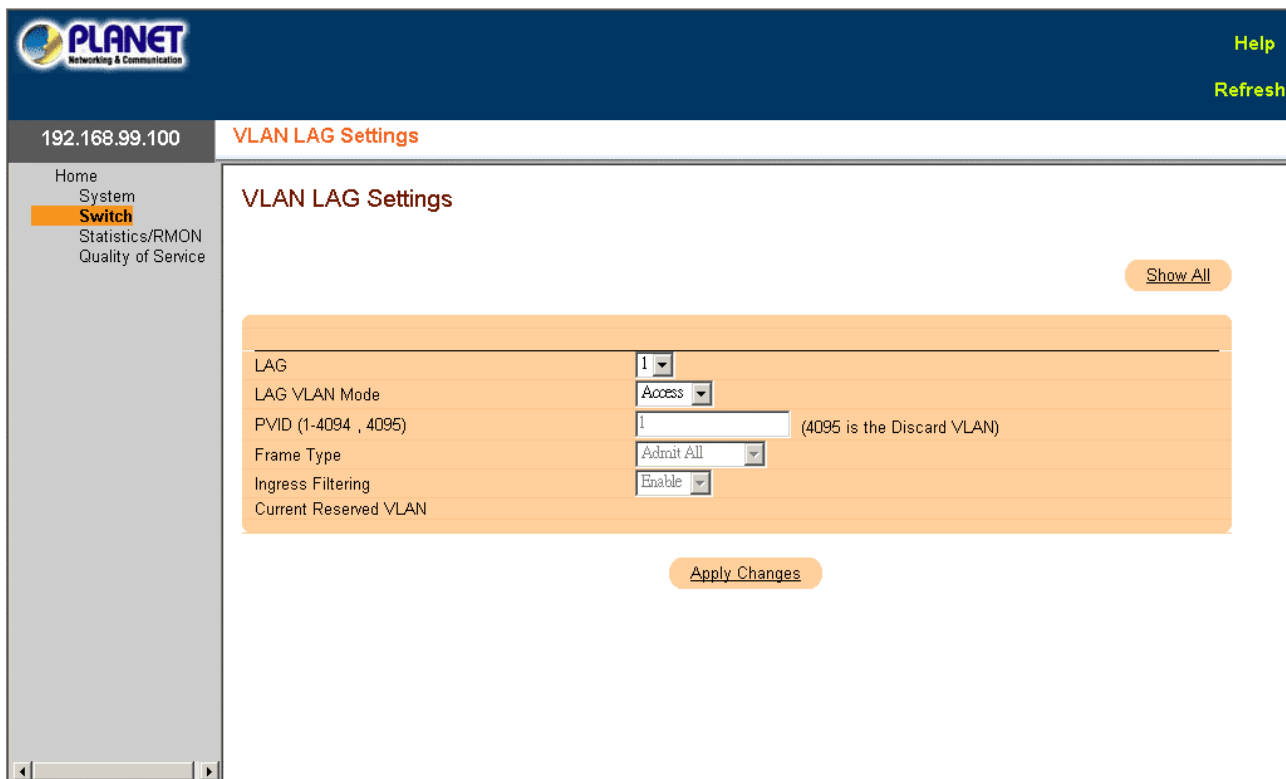 PLANET
Networking & Communication
Help
Refresh
192.168.99.100
VLAN LAG Settings
Home
System
Switch
Statistics/RMON
Quality of Service
VLAN LAG Settings
Show All
LAG 1
LAG VLAN Mode Access
PVID (1-4094 , 4095) 1 (4095 is the Discard VLAN)
Frame Type Admit All
Ingress Filtering Enable
Current Reserved VLAN
Apply Changes